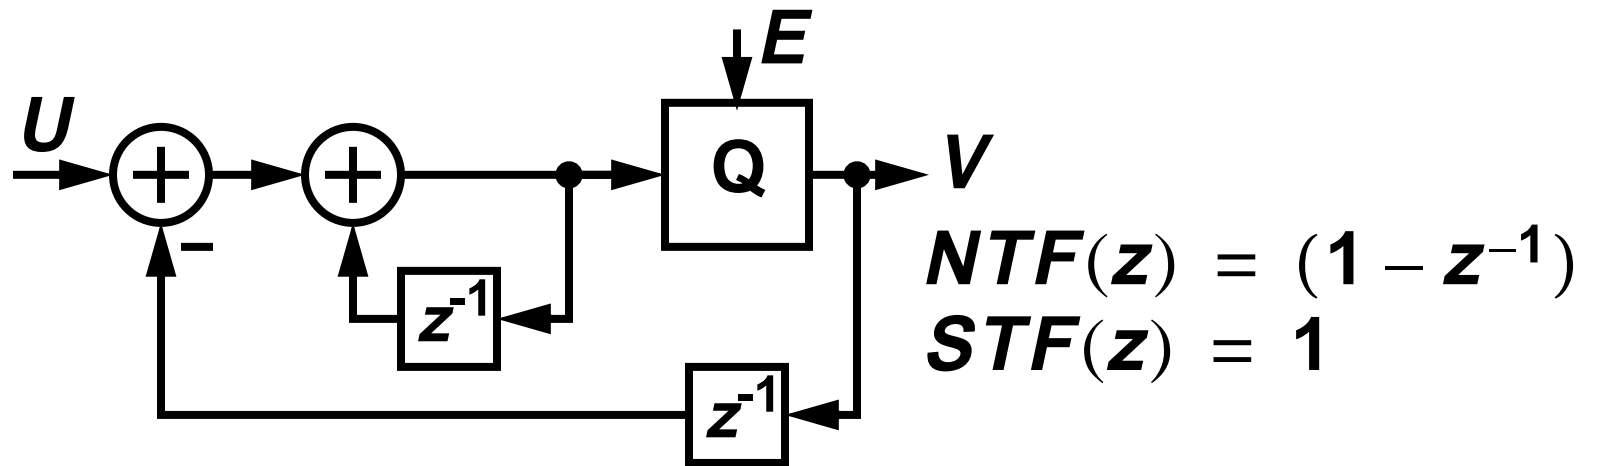 E
U
Q
V
NTF(z) = (1 – z⁻¹)
z⁻¹
STF(z) = 1
z⁻¹